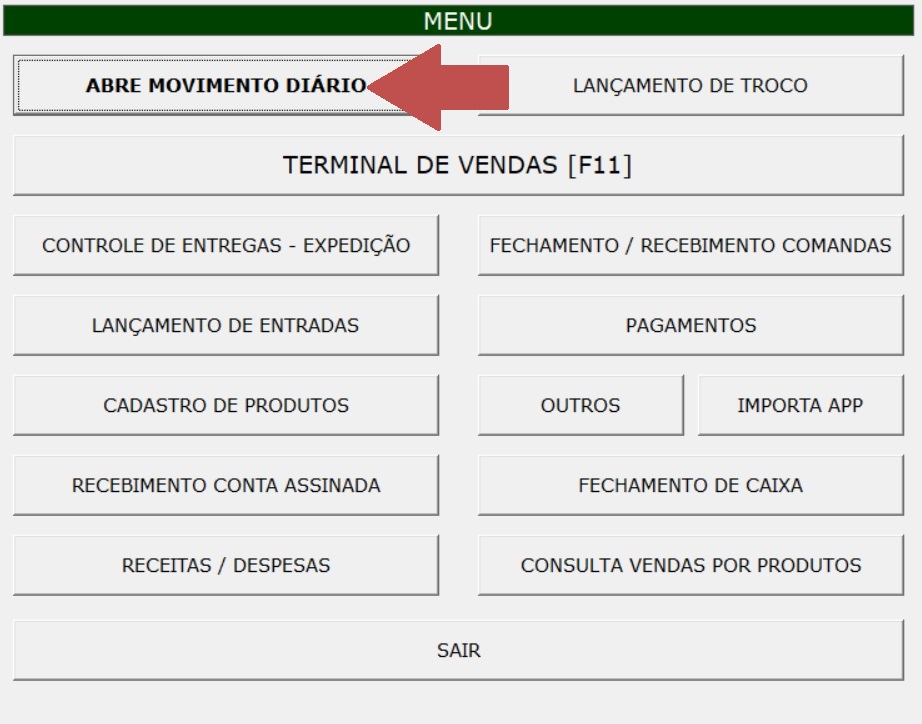 MENU
ABRE MOVIMENTO DIÁRIO
LANÇAMENTO DE TROCO
TERMINAL DE VENDAS [F11]
CONTROLE DE ENTREGAS - EXPEDIÇÃO
FECHAMENTO / RECEBIMENTO COMANDAS
LANÇAMENTO DE ENTRADAS
PAGAMENTOS
CADASTRO DE PRODUTOS
OUTROS
IMPORTA APP
RECEBIMENTO CONTA ASSINADA
FECHAMENTO DE CAIXA
RECEITAS / DESPESAS
CONSULTA VENDAS POR PRODUTOS
SAIR